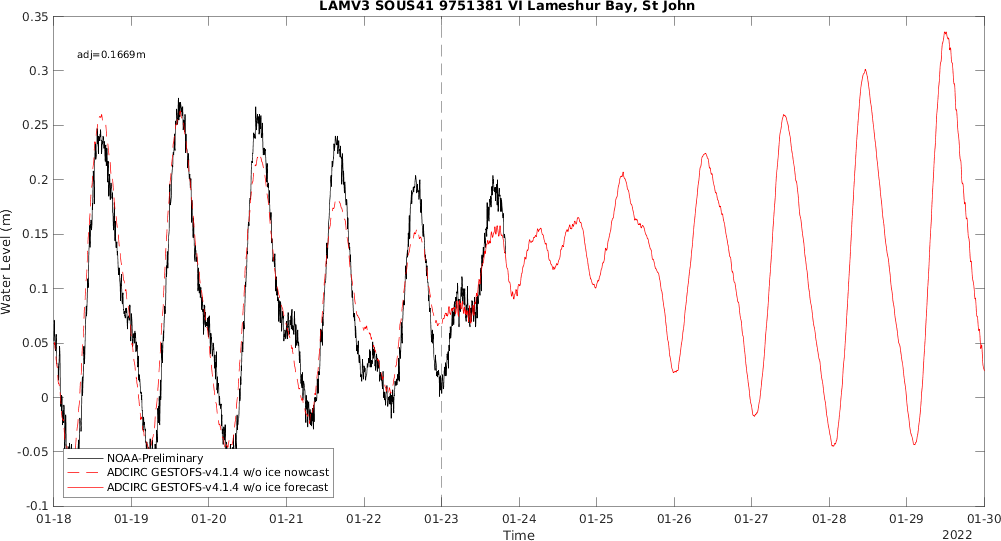 LAMV3 SOUS41 9751381 VI Lameshur Bay, St John
adj=0.1669m
Water Level (m)
0.35
0.3
0.25
0.2
0.15
0.1
0.05
0
-0.05
-0.1
NOAA-Preliminary
ADCIRC GESTOFS-v4.1.4 w/o ice nowcast
ADCIRC GESTOFS-v4.1.4 w/o ice forecast
01-18 01-19 01-20 01-21 01-22 01-23 01-24 01-25 01-26 01-27 01-28 01-29 01-30
Time
2022